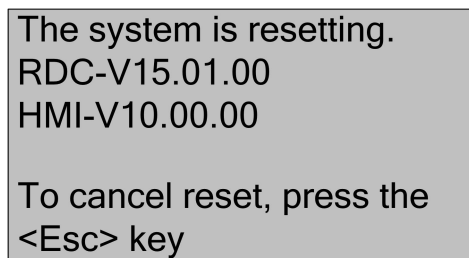 The system is resetting.
RDC-V15.01.00
HMI-V10.00.00
To cancel reset, press the
<Esc> key